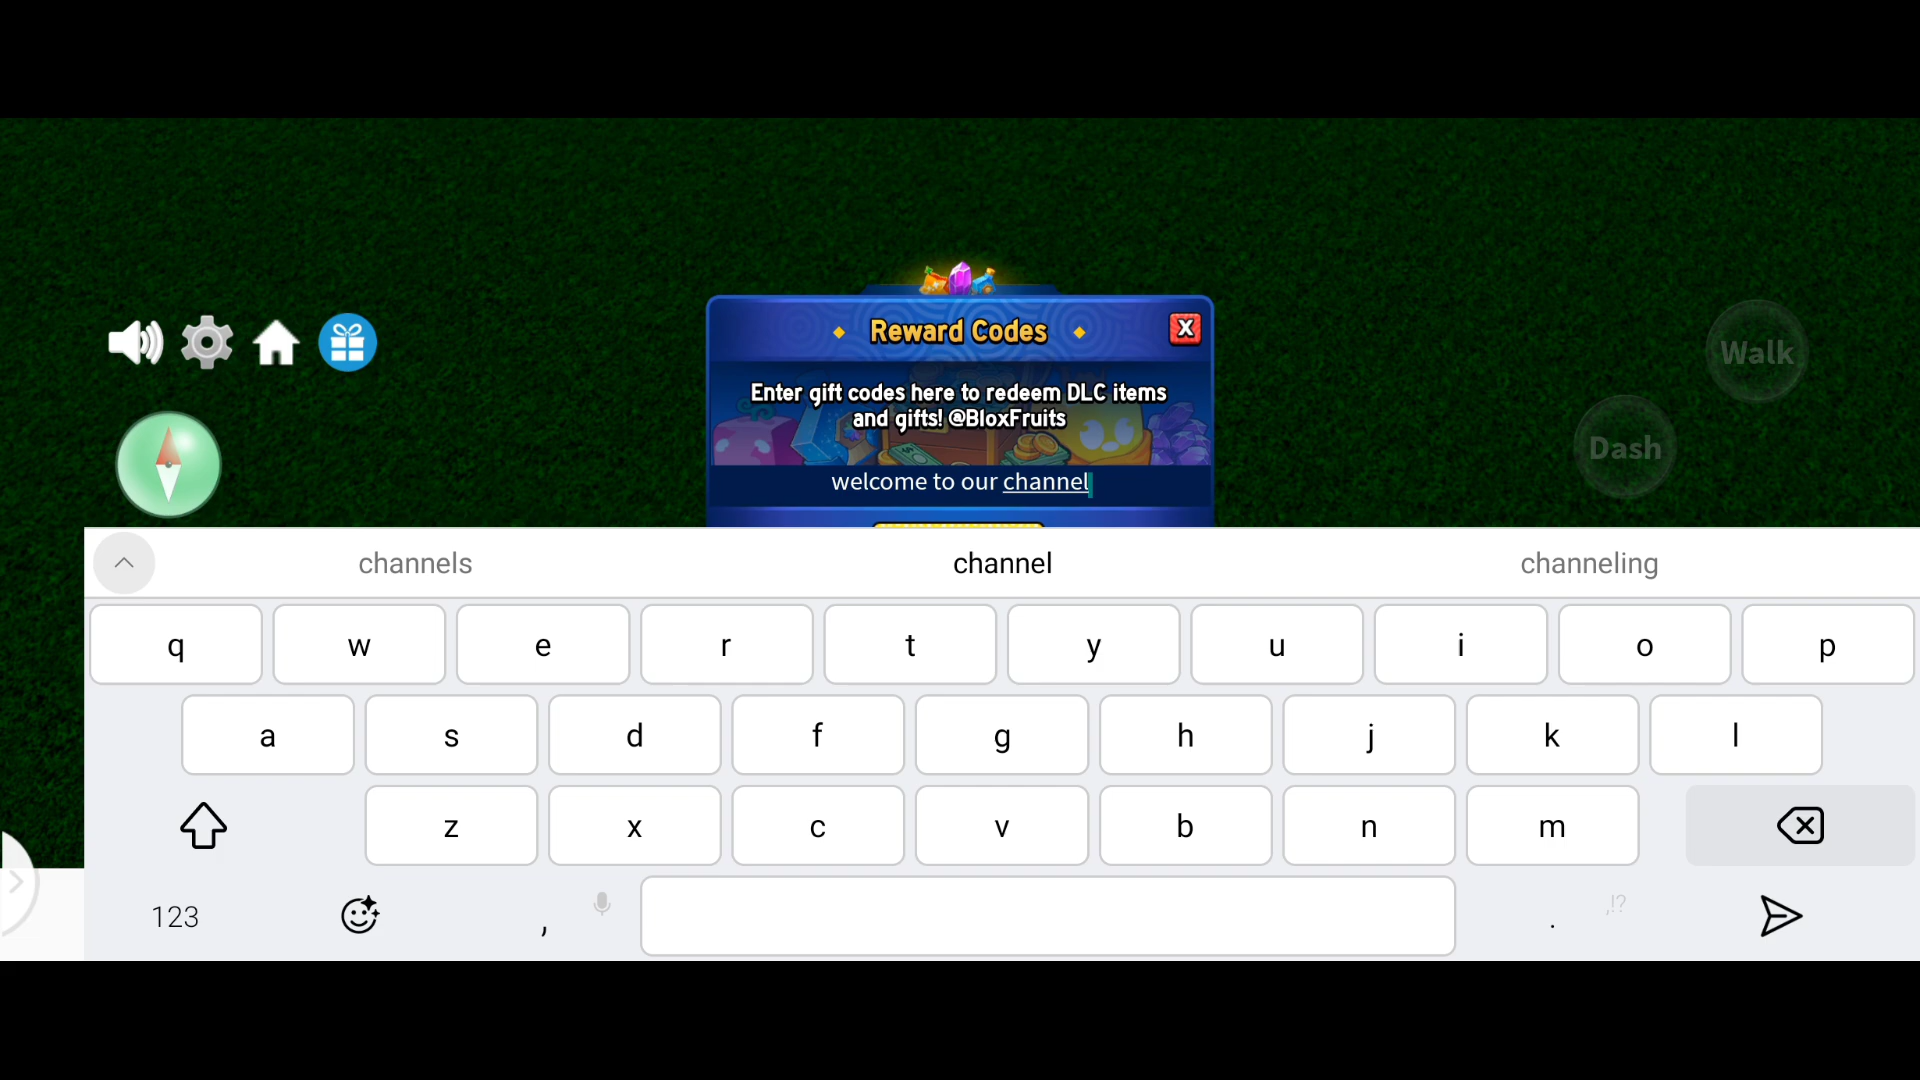 Reward Codes
X
Enter gift codes here to redeem DLC items
and gifts! @BloxFruits
welcome to our channel
Walk
Dash
channels channel channeling
q w e r t y u i o p
a s d f g h j k l
z x c v b n m
123 , . ,!?